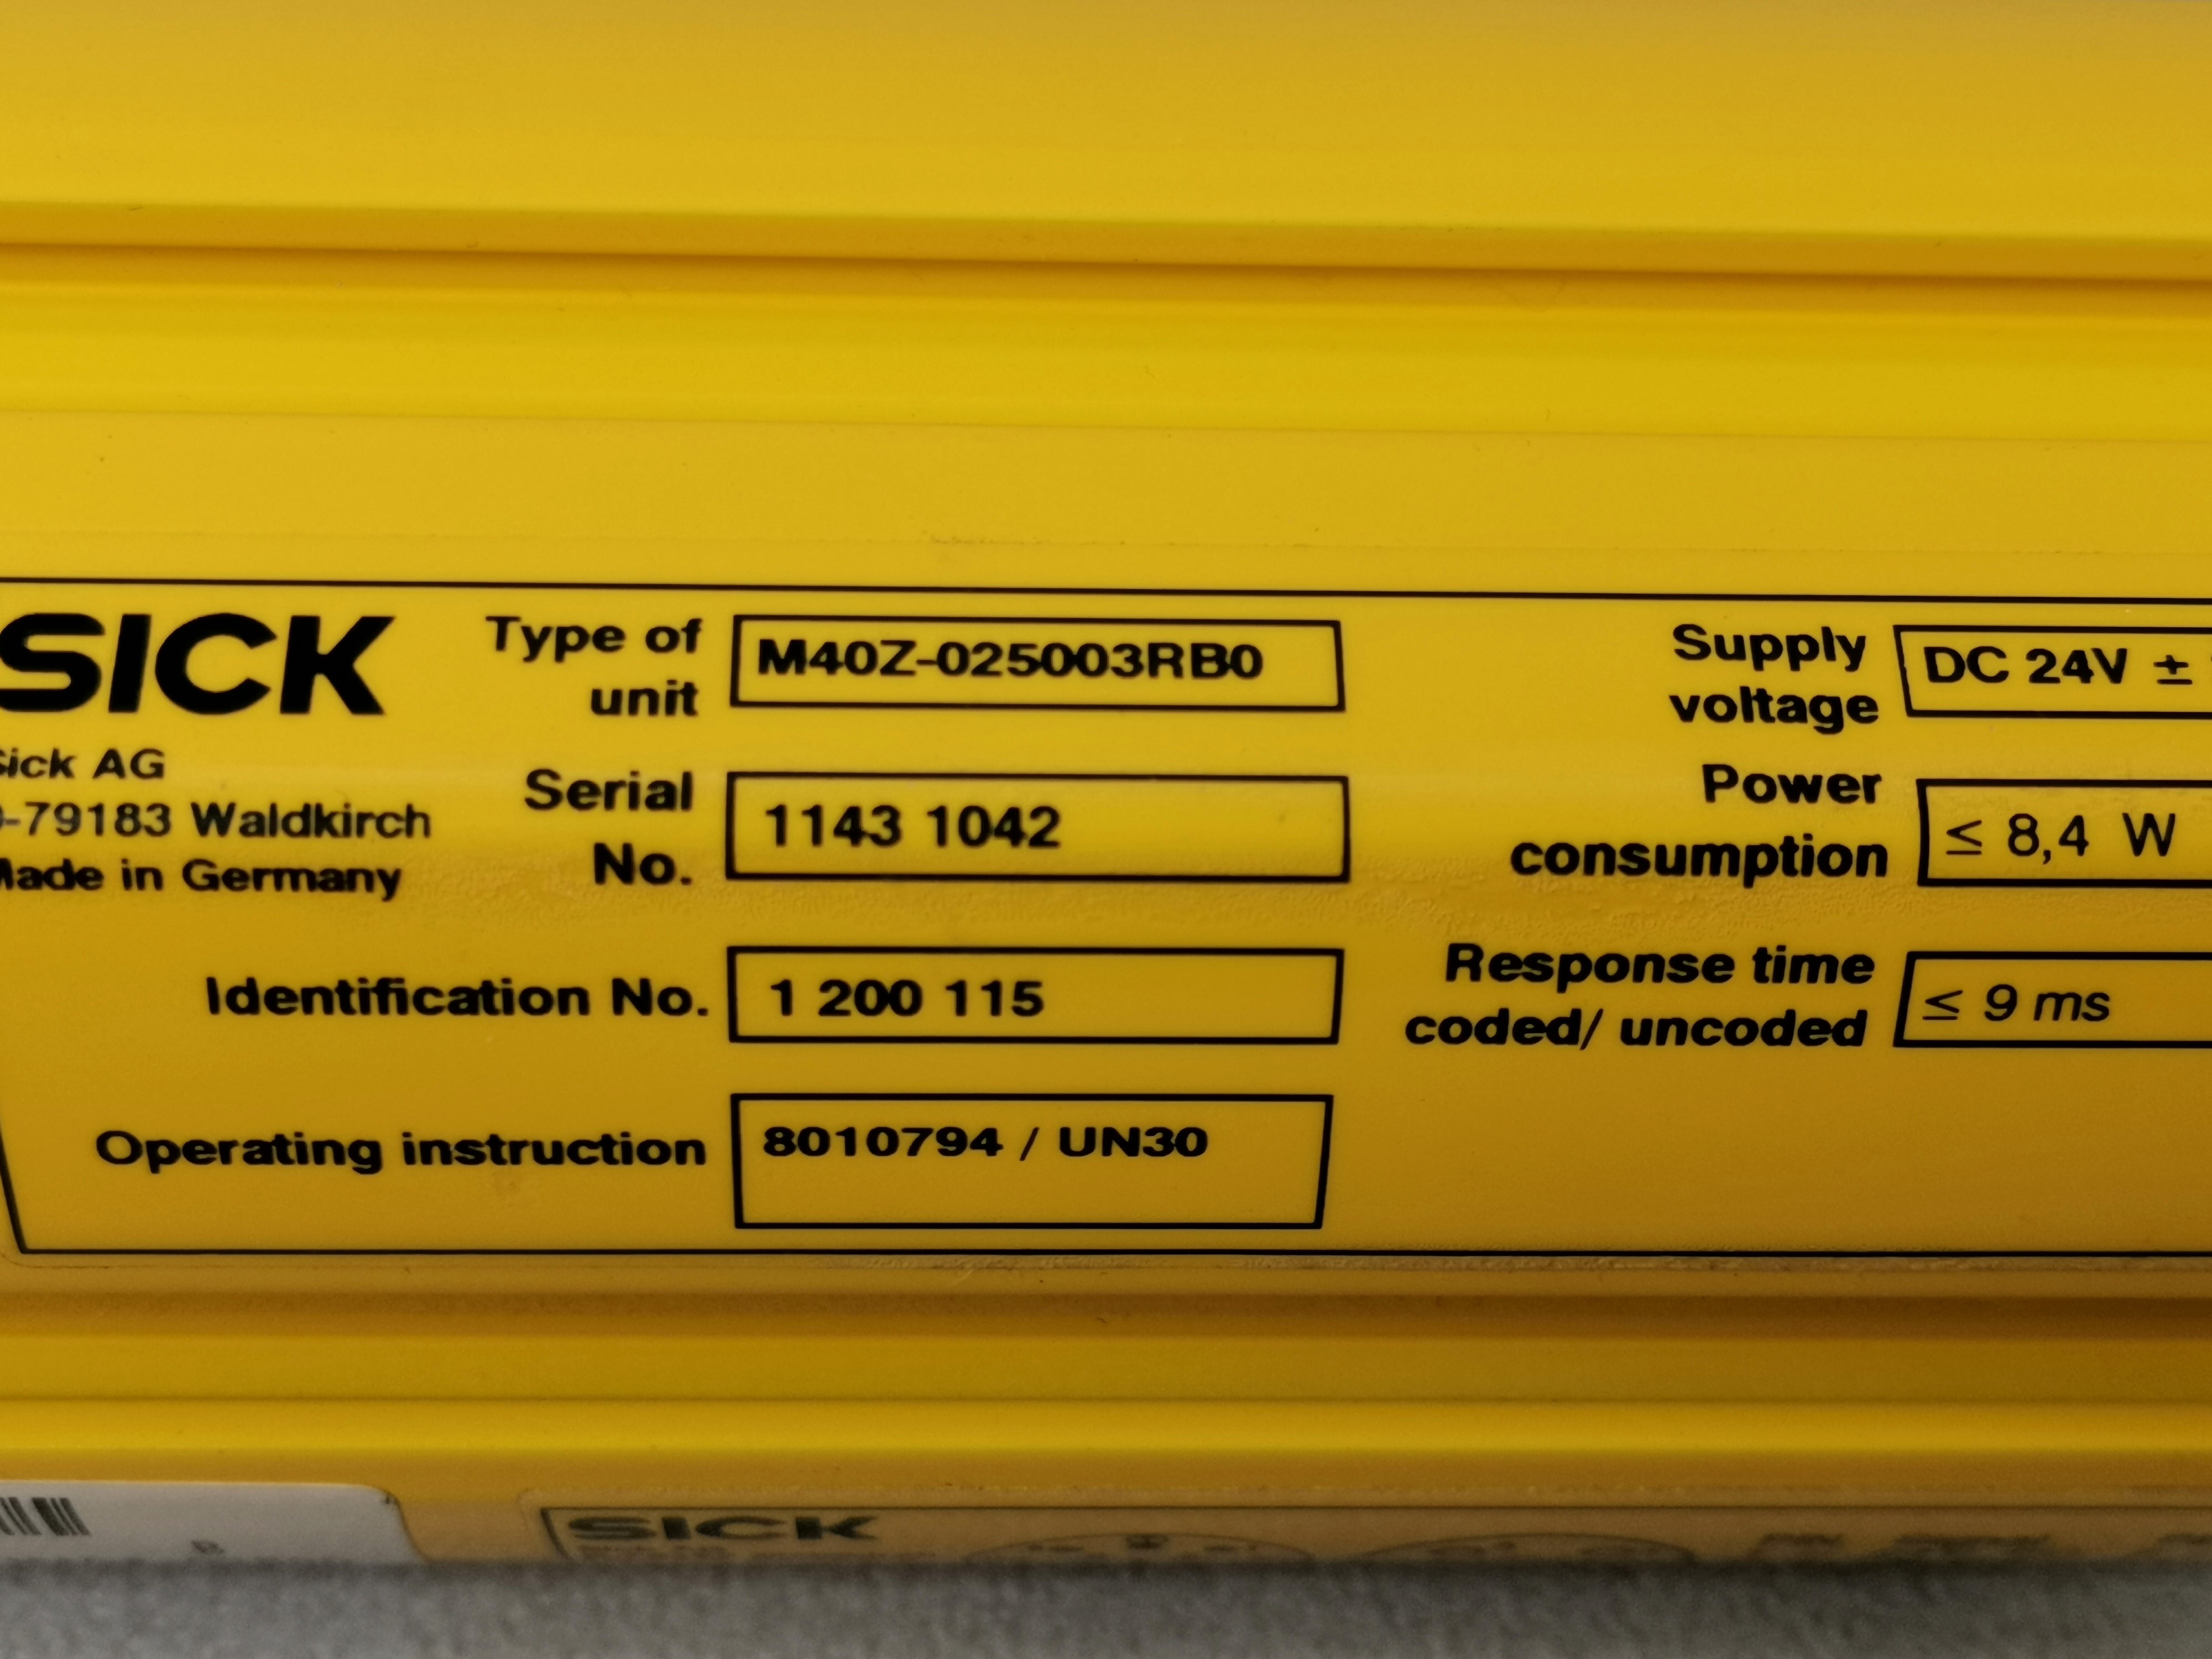 SICK
Sick AG
D-79183 Waldkirch
Made in Germany
Type of unit
M40Z-025003RB0
Serial No.
1143 1042
Identification No.
1 200 115
Operating instruction
8010794 / UN30
Supply voltage
DC 24V ±
Power consumption
≤ 8,4 W
Response time coded/ uncoded
≤ 9 ms
SICK